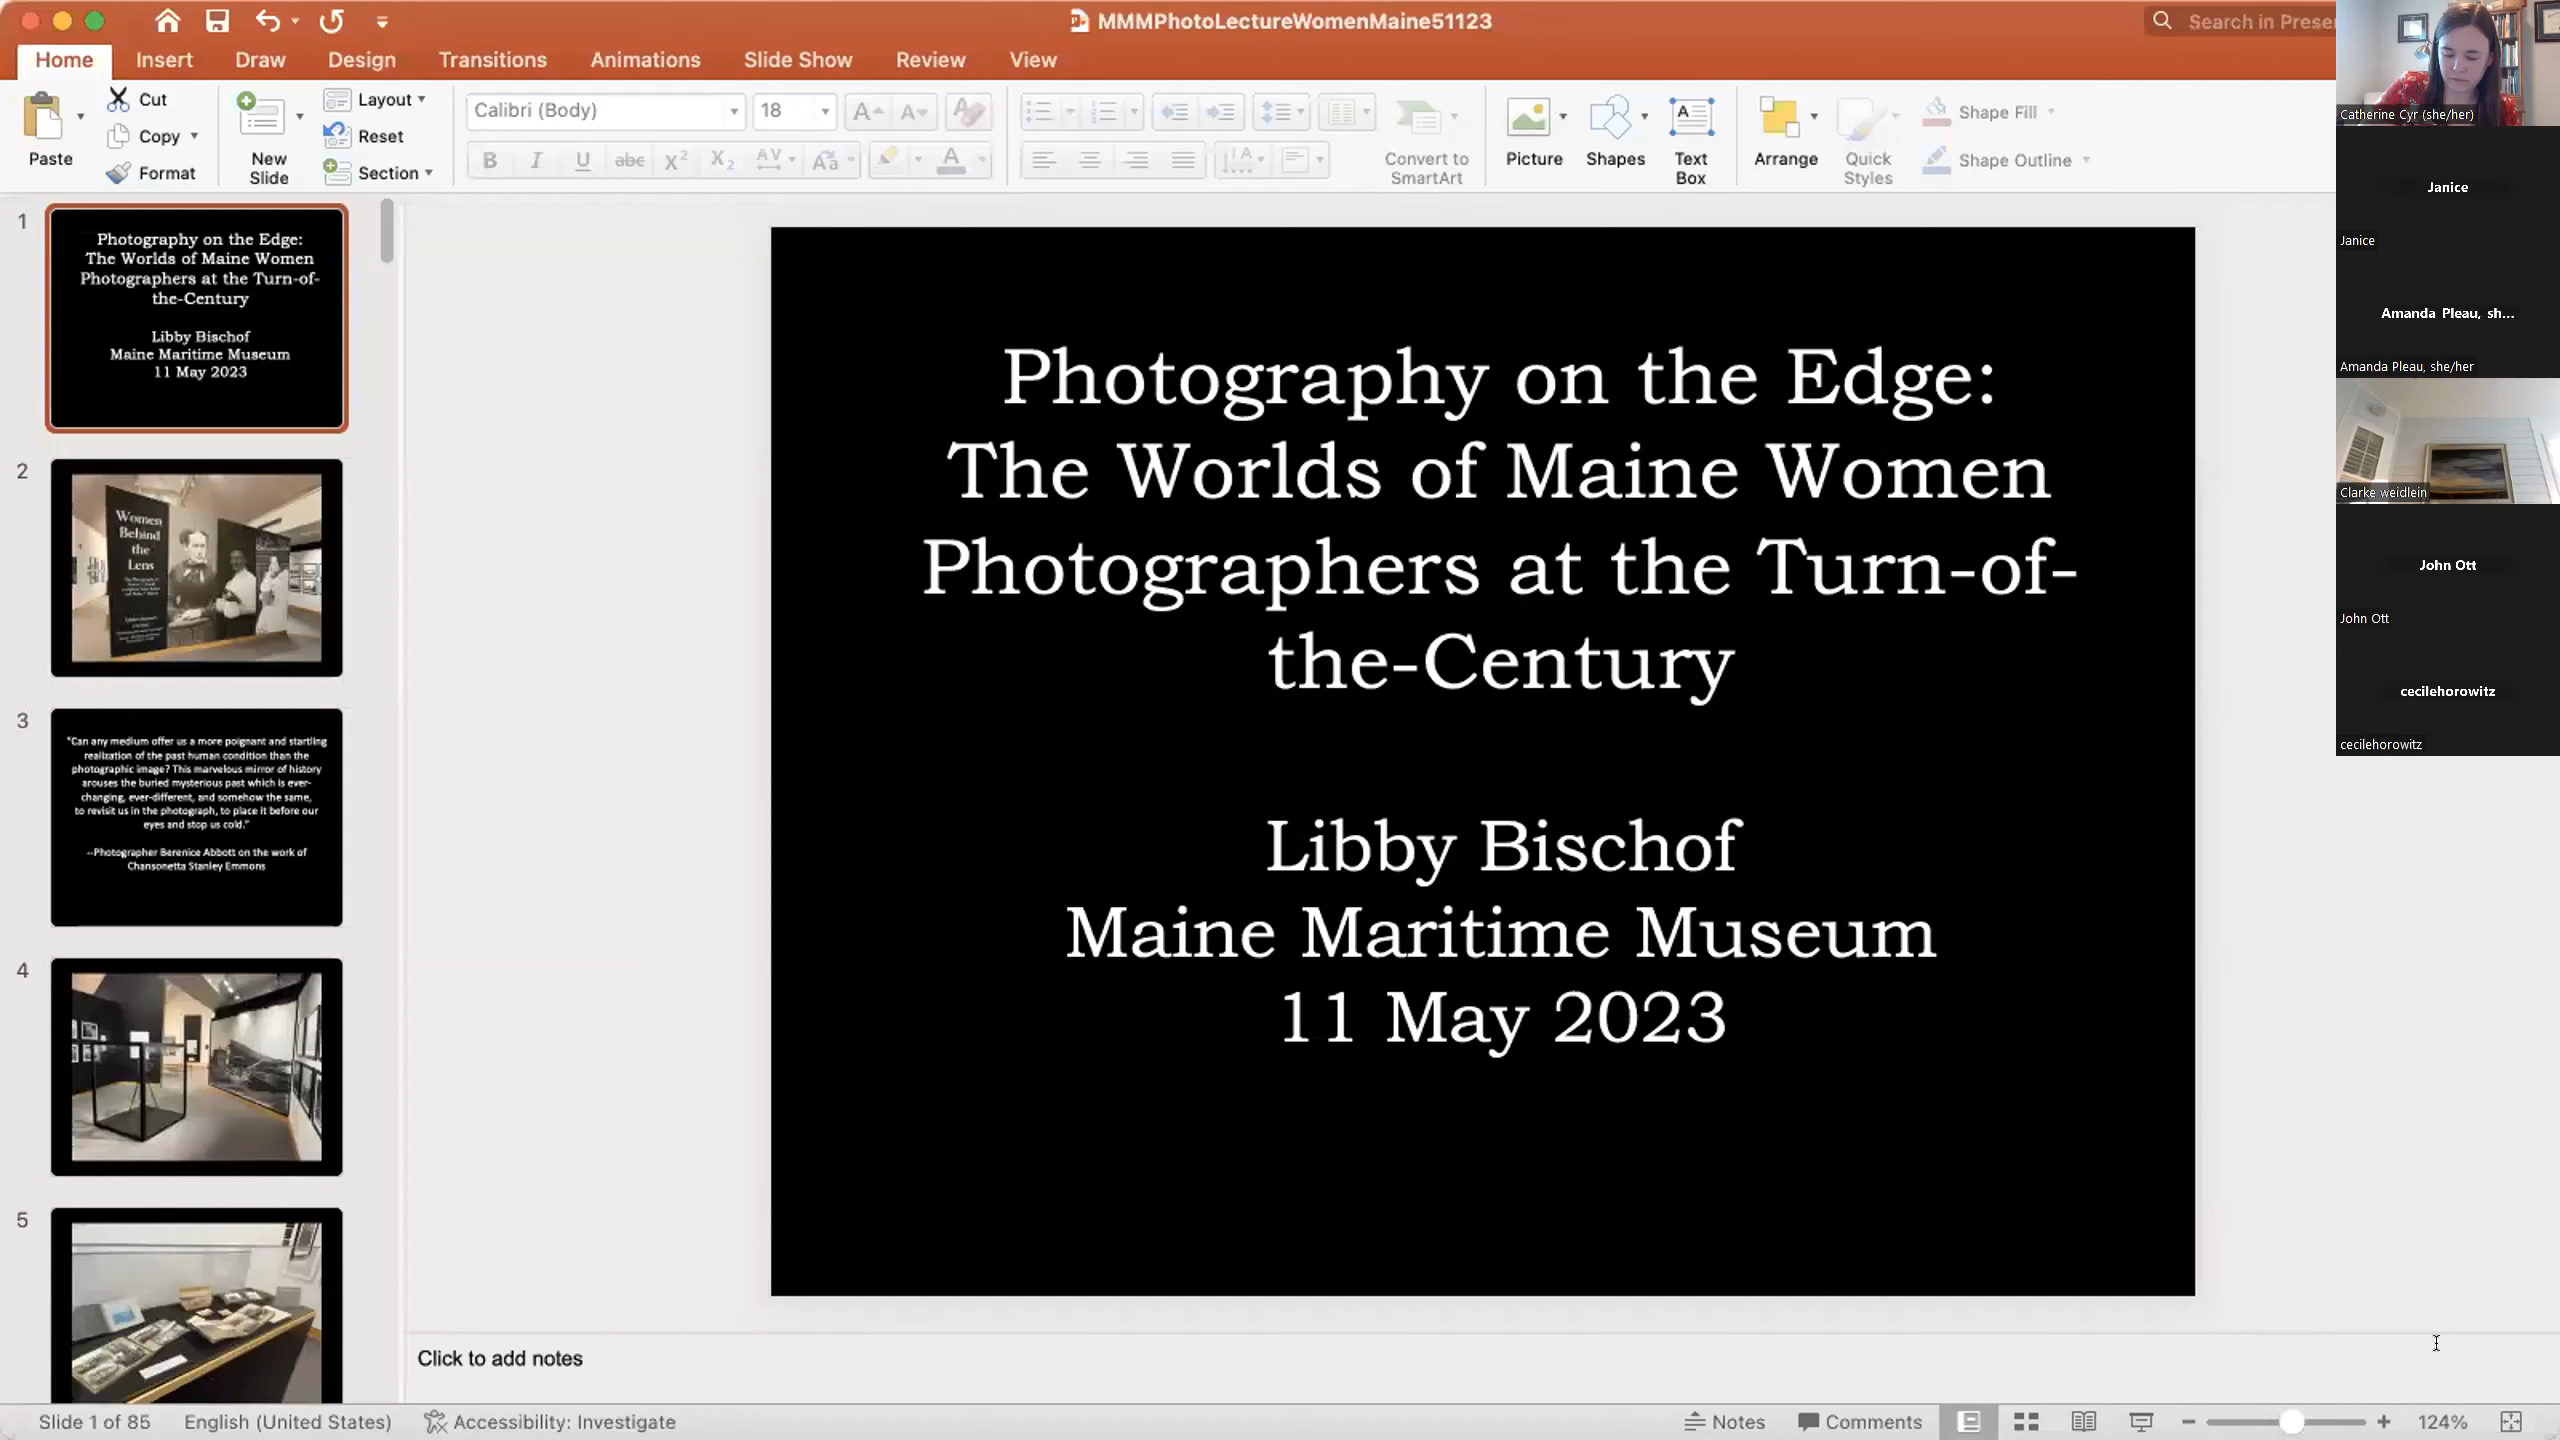 MMMPhotoLectureWomenMaine51123
Search in Prese
Home Insert Draw Design Transitions Animations Slide Show Review View
Paste
Cut
Copy
Format
New
Slide
Layout
Reset
Section
Calibri (Body)
18
Convert to
SmartArt
Picture
Shapes
Text
Box
Arrange
Quick
Styles
Shape Fill
Shape Outline
1
Photography on the Edge:
The Worlds of Maine Women
Photographers at the Turn-of-
the-Century
Libby Bischof
Maine Maritime Museum
11 May 2023
2
Women
Behind
the
Lens
3
"Can any medium offer us a more poignant and startling
realization of the past human condition than the
photographic image? This marvelous mirror of history
arouses the buried mysterious past which is ever-
changing, ever-different, and somehow the same,
to revisit us in the photograph, to place it before our
eyes and stop us cold."
--Photographer Berenice Abbott on the work of
Chansonetta Stanley Emmons
4
5
Photography on the Edge:
The Worlds of Maine Women
Photographers at the Turn-of-
the-Century
Libby Bischof
Maine Maritime Museum
11 May 2023
Click to add notes
Catherine Cyr (she/her)
Janice
Janice
Amanda Pleau, sh...
Amanda Pleau, she/her
Clarke weidlein
John Ott
John Ott
cecilehorowitz
cecilehorowitz
Slide 1 of 85 English (United States) Accessibility: Investigate Notes Comments 124%